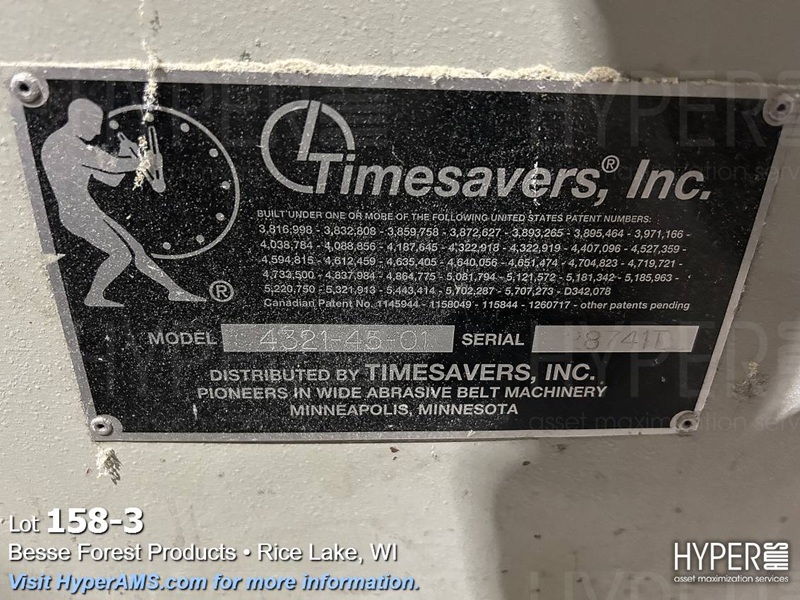 Timesavers,® Inc.
BUILT UNDER ONE OR MORE OF THE FOLLOWING UNITED STATES PATENT NUMBERS:
3,816,998 - 3,832,808 - 3,859,758 - 3,872,627 - 3,893,265 - 3,895,464 - 3,971,166 -
4,038,784 - 4,088,856 - 4,187,645 - 4,322,918 - 4,322,919 - 4,407,096 - 4,527,359 -
4,594,815 - 4,612,459 - 4,635,405 - 4,640,056 - 4,651,474 - 4,704,823 - 4,719,721 -
4,733,500 - 4,837,984 - 4,864,775 - 5,081,794 - 5,121,572 - 5,181,342 - 5,185,963 -
5,220,750 - 5,321,913 - 5,443,414 - 5,702,287 - 5,707,273 - D342,078
Canadian Patent No. 1145944 - 1158049 - 115844 - 1260717 - other patents pending
®
MODEL 4321-45-01 SERIAL
DISTRIBUTED BY TIMESAVERS, INC.
PIONEERS IN WIDE ABRASIVE BELT MACHINERY
MINNEAPOLIS, MINNESOTA
Lot 158-3
Besse Forest Products • Rice Lake, WI
Visit HyperAMS.com for more information.
HYPER AMS
asset maximization services